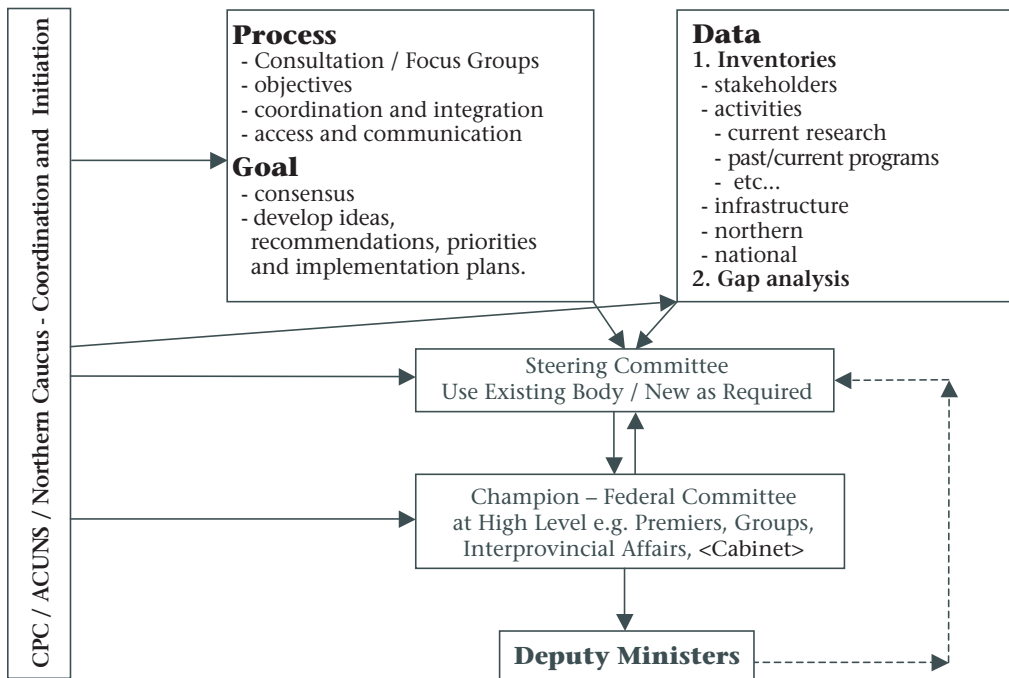 CPC / ACUNS / Northern Caucus - Coordination and Initiation
Process
- Consultation / Focus Groups
- objectives
- coordination and integration
- access and communication
Goal
- consensus
- develop ideas,
recommendations, priorities
and implementation plans.
Data
1. Inventories
- stakeholders
- activities
- current research
- past/current programs
- etc...
- infrastructure
- northern
- national
2. Gap analysis
Steering Committee
Use Existing Body / New as Required
Champion – Federal Committee
at High Level e.g. Premiers, Groups,
Interprovincial Affairs, <Cabinet>
Deputy Ministers